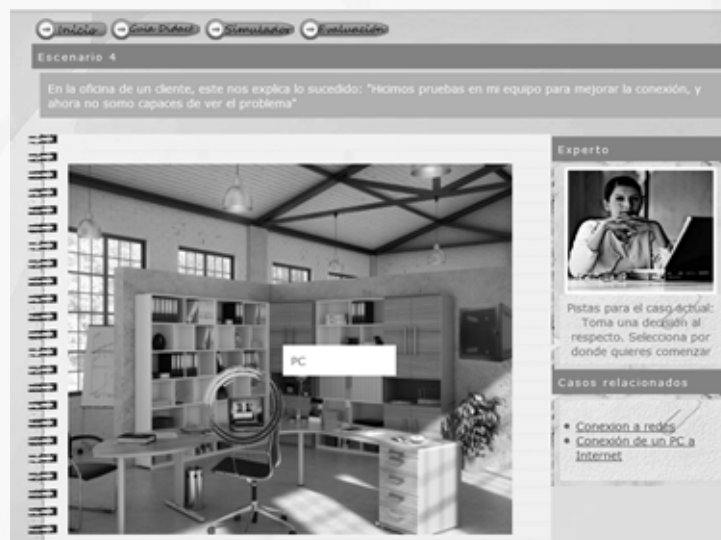 Inicio Guia Didact Simulador Evaluación
Escenario 4
En la oficina de un cliente, este nos explica lo sucedido: "Hicimos pruebas en mi equipo para mejorar la conexión, y
ahora no somo capaces de ver el problema"
Experto
PC
Pistas para el caso actual:
Toma una decisión al
respecto. Selecciona por
donde quieres comenzar
Casos relacionados
Conexion a redes
Conexión de un PC a
Internet